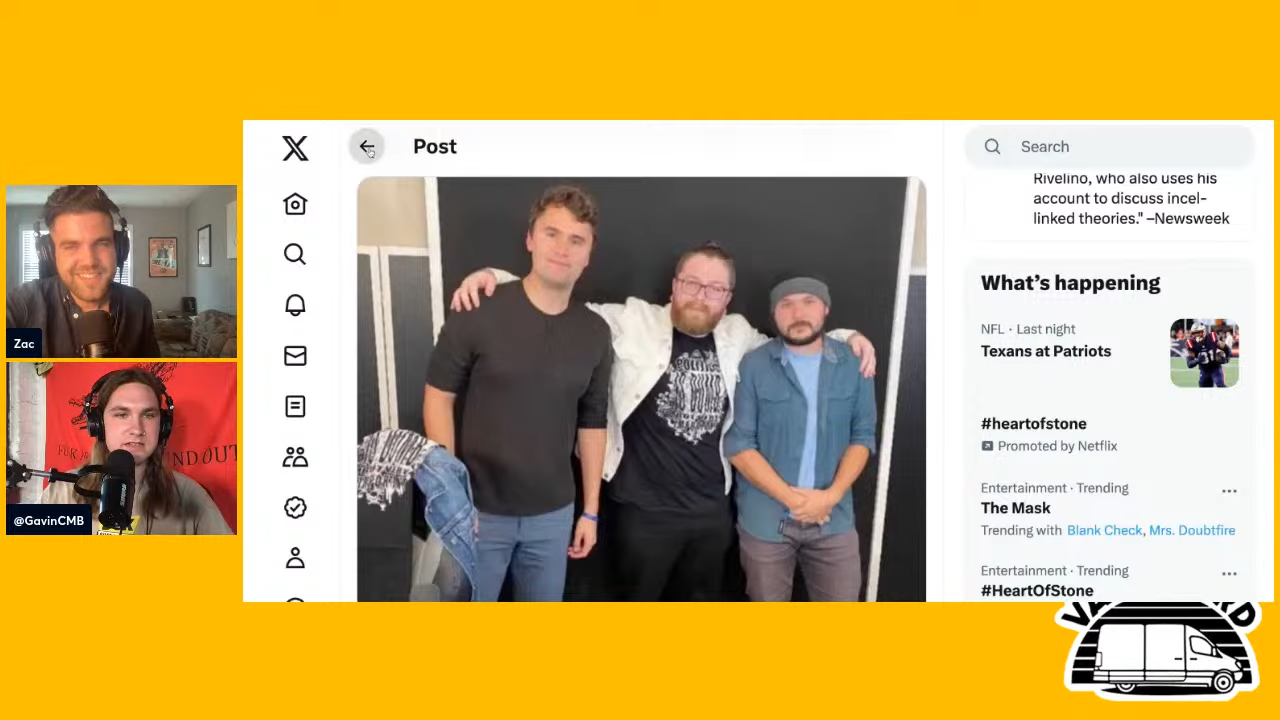 Zac
@GavinCMB
ND OUT
Post
Search
Rivelino, who also uses his
account to discuss incel-
linked theories." –Newsweek
What's happening
NFL · Last night
Texans at Patriots
#heartofstone
Promoted by Netflix
Entertainment · Trending
The Mask
Trending with Blank Check, Mrs. Doubtfire
Entertainment · Trending
#HeartOfStone